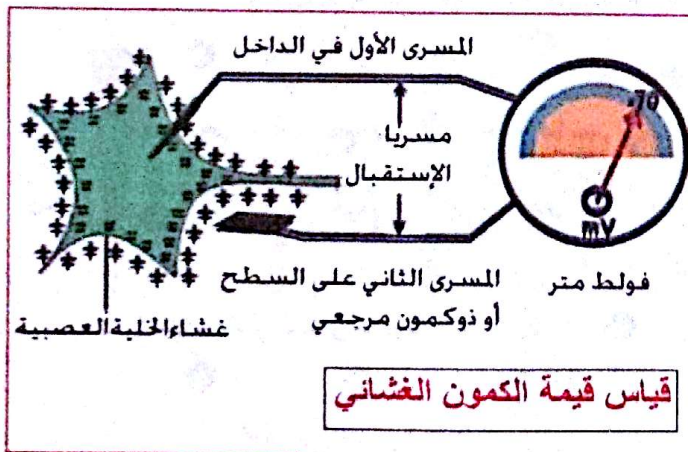 المسرى الأول في الداخل
-70
مسريا
الإستقبال
mV
المسرى الثاني على السطح
أو ذوكمون مرجعي
فولط متر
غشاء الخلية العصبية
قياس قيمة الكمون الغشائي